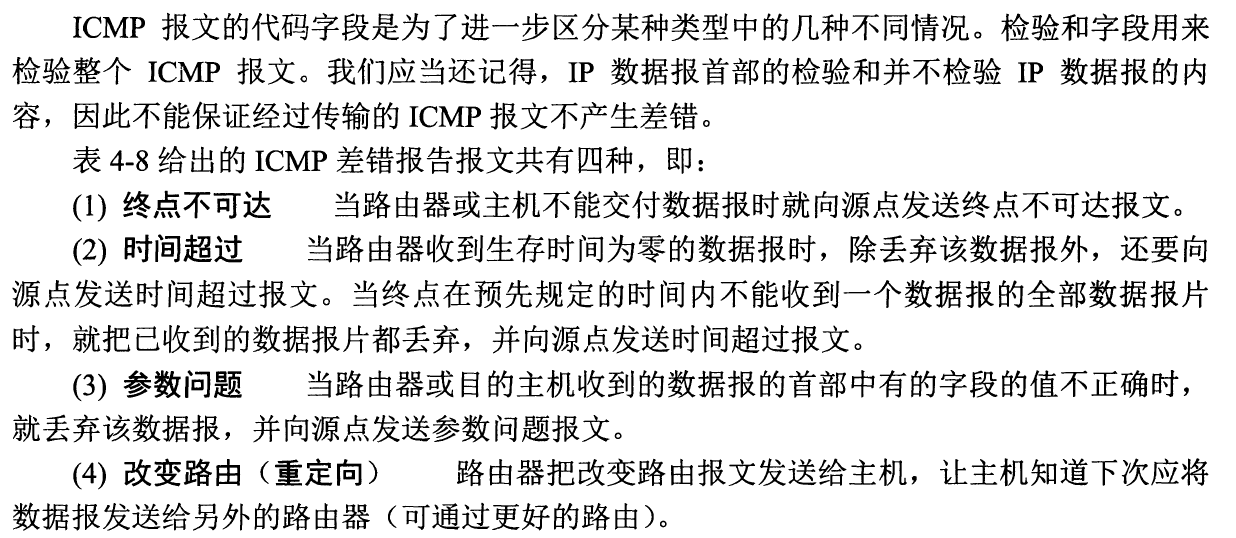 ICMP 报文的代码字段是为了进一步区分某种类型中的几种不同情况。检验和字段用来
检验整个 ICMP 报文。我们应当还记得，IP 数据报首部的检验和并不检验 IP 数据报的内
容，因此不能保证经过传输的 ICMP 报文不产生差错。
表 4-8 给出的 ICMP 差错报告报文共有四种，即：
(1) 终点不可达 当路由器或主机不能交付数据报时就向源点发送终点不可达报文。
(2) 时间超过 当路由器收到生存时间为零的数据报时，除丢弃该数据报外，还要向
源点发送时间超过报文。当终点在预先规定的时间内不能收到一个数据报的全部数据报片
时，就把已收到的数据报片都丢弃，并向源点发送时间超过报文。
(3) 参数问题 当路由器或目的主机收到的数据报的首部中有的字段的值不正确时，
就丢弃该数据报，并向源点发送参数问题报文。
(4) 改变路由（重定向） 路由器把改变路由报文发送给主机，让主机知道下次应将
数据报发送给另外的路由器（可通过更好的路由）。